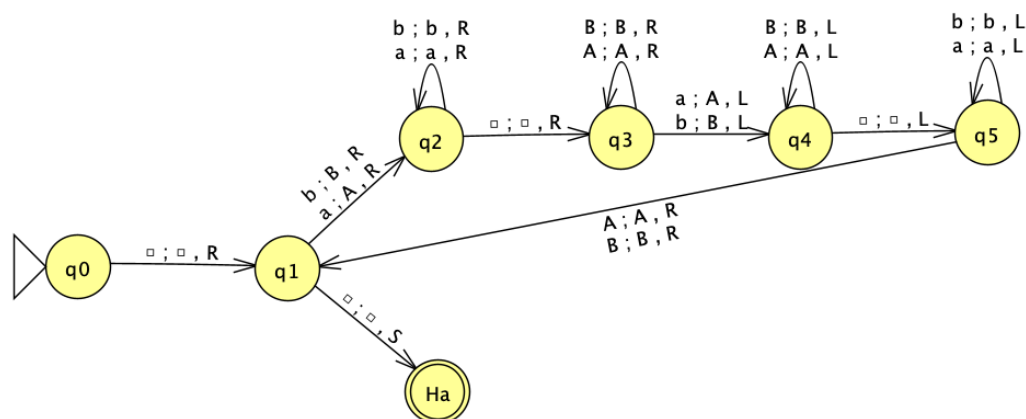 b ; b , R
a ; a , R
B ; B , R
A ; A , R
B ; B , L
A ; A , L
b ; b , L
a ; a , L
q2
□ ; □ , R
q3
a ; A , L
b ; B , L
q4
□ ; □ , L
q5
b ; B , R
a ; A , R
A ; A , R
B ; B , R
q0
□ ; □ , R
q1
□ ; □ , S
Ha